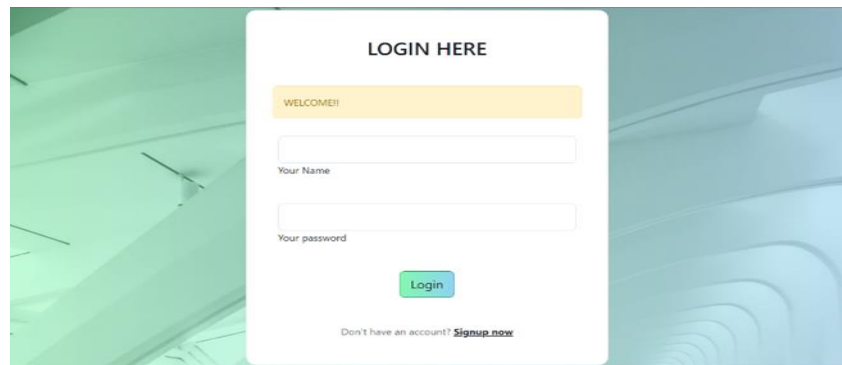 LOGIN HERE
WELCOME!!
Your Name
Your password
Login
Don't have an account? Signup now